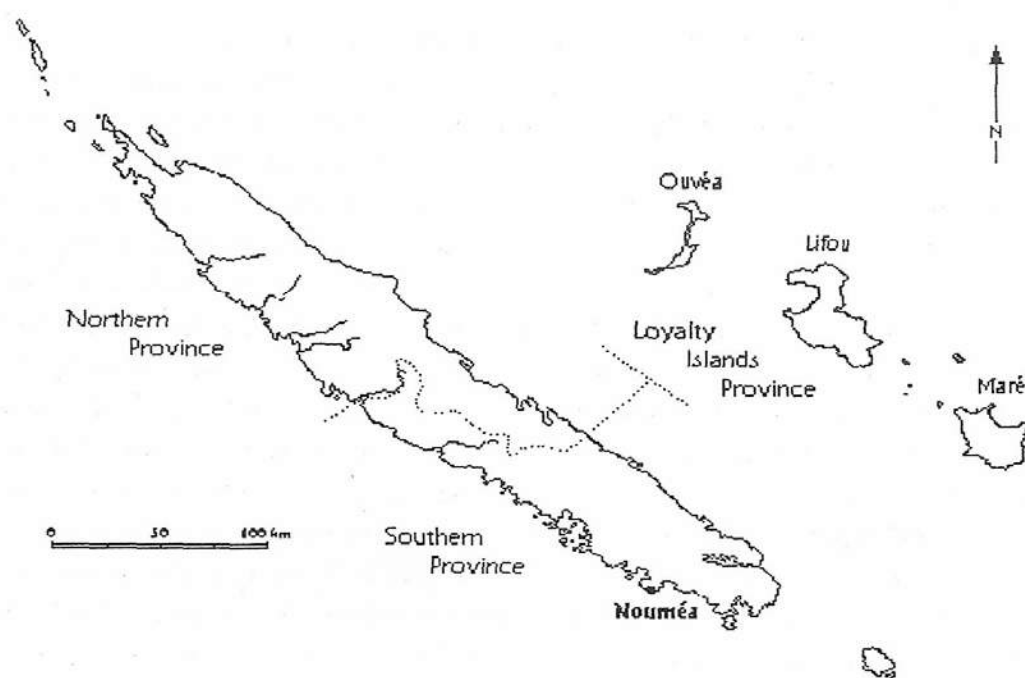 N
Ouvéa
Lifou
Northern
Province
Loyalty
Islands
Province
Maré
0 50 100 km
Southern
Province
Nouméa